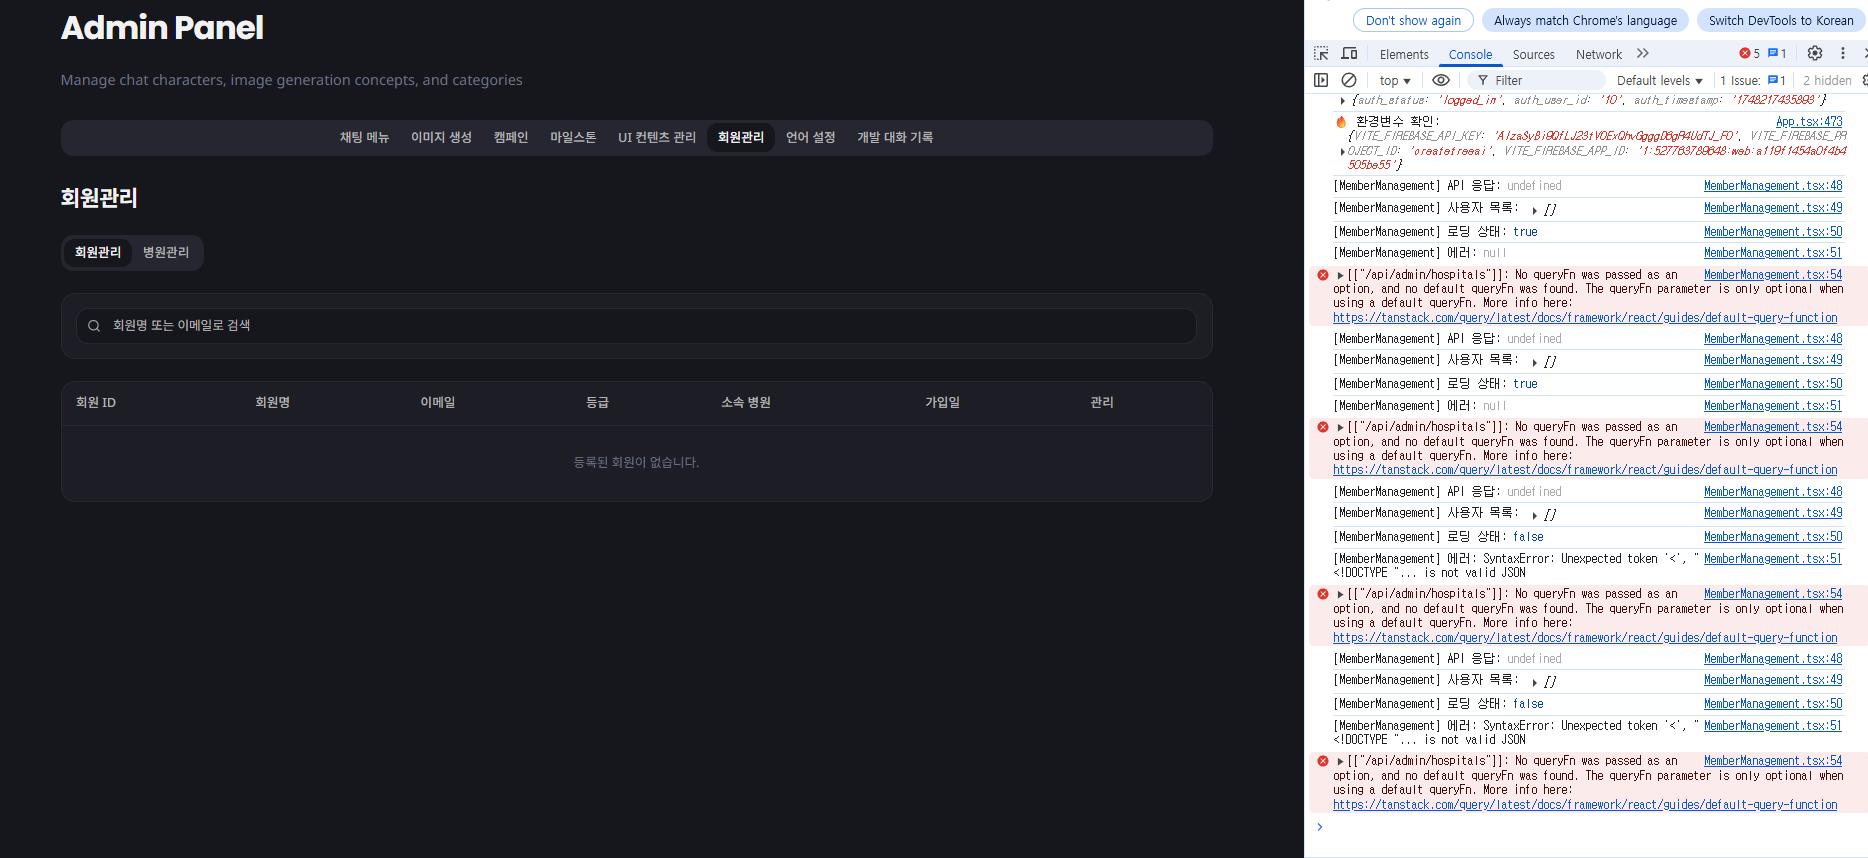 Admin Panel
Manage chat characters, image generation concepts, and categories
채팅 메뉴 이미지 생성 캠페인 마일스톤 UI 컨텐츠 관리 회원관리 언어 설정 개발 대화 기록
회원관리
회원관리 병원관리
회원명 또는 이메일로 검색
회원 ID 회원명 이메일 등급 소속 병원 가입일 관리
등록된 회원이 없습니다.
Don't show again Always match Chrome's language Switch DevTools to Korean
Elements Console Sources Network 5 1
top Filter Default levels 1 Issue: 1 2 hidden
{auth_status: 'logged_in', auth_user_id: '10', auth_timestamp: '1748217435893'}
환경변수 확인: App.tsx:473
VITE_FIREBASE_PR
OJECT_ID: 'createtreeai', VITE_FIREBASE_APP_ID:
[MemberManagement] API 응답: undefined MemberManagement.tsx:48
[MemberManagement] 사용자 목록: [] MemberManagement.tsx:49
[MemberManagement] 로딩 상태: true MemberManagement.tsx:50
[MemberManagement] 에러: null MemberManagement.tsx:51
[["/api/admin/hospitals"]]: No queryFn was passed as an MemberManagement.tsx:54
option, and no default queryFn was found. The queryFn parameter is only optional when
using a default queryFn. More info here:
https://tanstack.com/query/latest/docs/framework/react/guides/default-query-function
[MemberManagement] API 응답: undefined MemberManagement.tsx:48
[MemberManagement] 사용자 목록: [] MemberManagement.tsx:49
[MemberManagement] 로딩 상태: true MemberManagement.tsx:50
[MemberManagement] 에러: null MemberManagement.tsx:51
[["/api/admin/hospitals"]]: No queryFn was passed as an MemberManagement.tsx:54
option, and no default queryFn was found. The queryFn parameter is only optional when
using a default queryFn. More info here:
https://tanstack.com/query/latest/docs/framework/react/guides/default-query-function
[MemberManagement] API 응답: undefined MemberManagement.tsx:48
[MemberManagement] 사용자 목록: [] MemberManagement.tsx:49
[MemberManagement] 로딩 상태: false MemberManagement.tsx:50
[MemberManagement] 에러: SyntaxError: Unexpected token '<', " MemberManagement.tsx:51
<!DOCTYPE "... is not valid JSON
[["/api/admin/hospitals"]]: No queryFn was passed as an MemberManagement.tsx:54
option, and no default queryFn was found. The queryFn parameter is only optional when
using a default queryFn. More info here:
https://tanstack.com/query/latest/docs/framework/react/guides/default-query-function
[MemberManagement] API 응답: undefined MemberManagement.tsx:48
[MemberManagement] 사용자 목록: [] MemberManagement.tsx:49
[MemberManagement] 로딩 상태: false MemberManagement.tsx:50
[MemberManagement] 에러: SyntaxError: Unexpected token '<', " MemberManagement.tsx:51
<!DOCTYPE "... is not valid JSON
[["/api/admin/hospitals"]]: No queryFn was passed as an MemberManagement.tsx:54
option, and no default queryFn was found. The queryFn parameter is only optional when
using a default queryFn. More info here:
https://tanstack.com/query/latest/docs/framework/react/guides/default-query-function